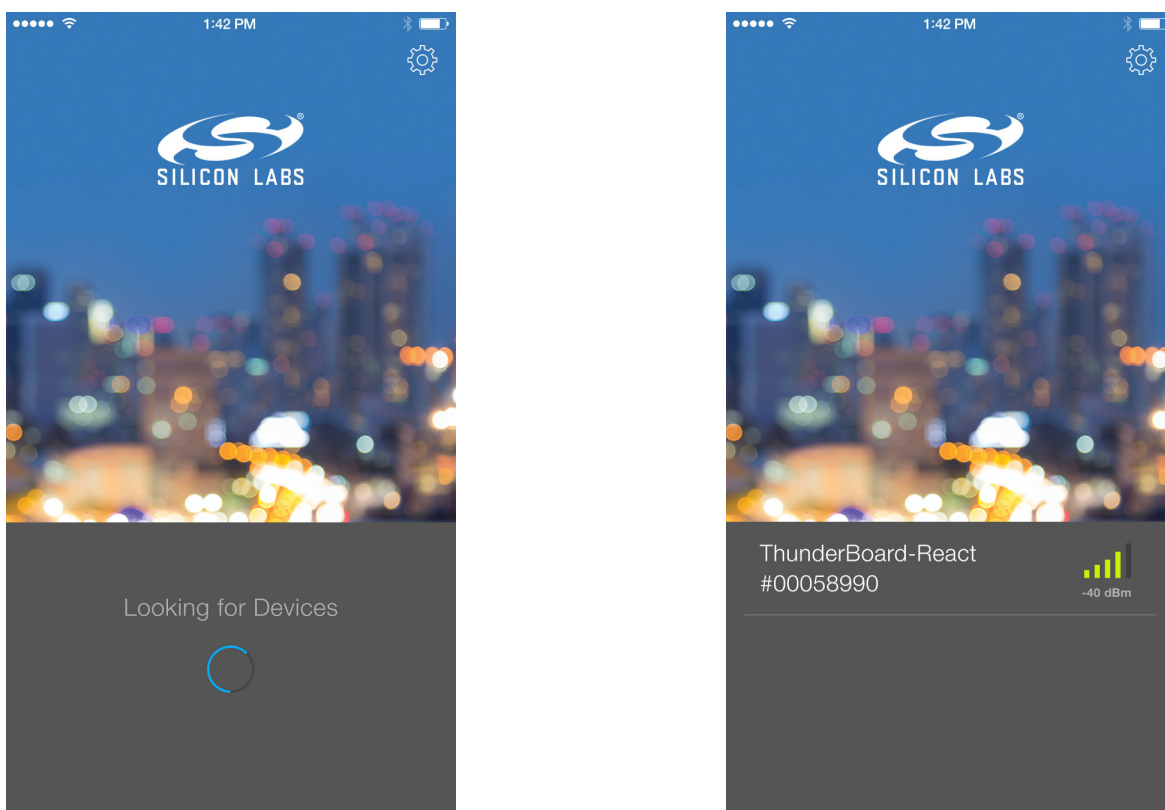 1:42 PM
SILICON LABS
®
Looking for Devices
1:42 PM
SILICON LABS
®
ThunderBoard-React
#00058990
-40 dBm